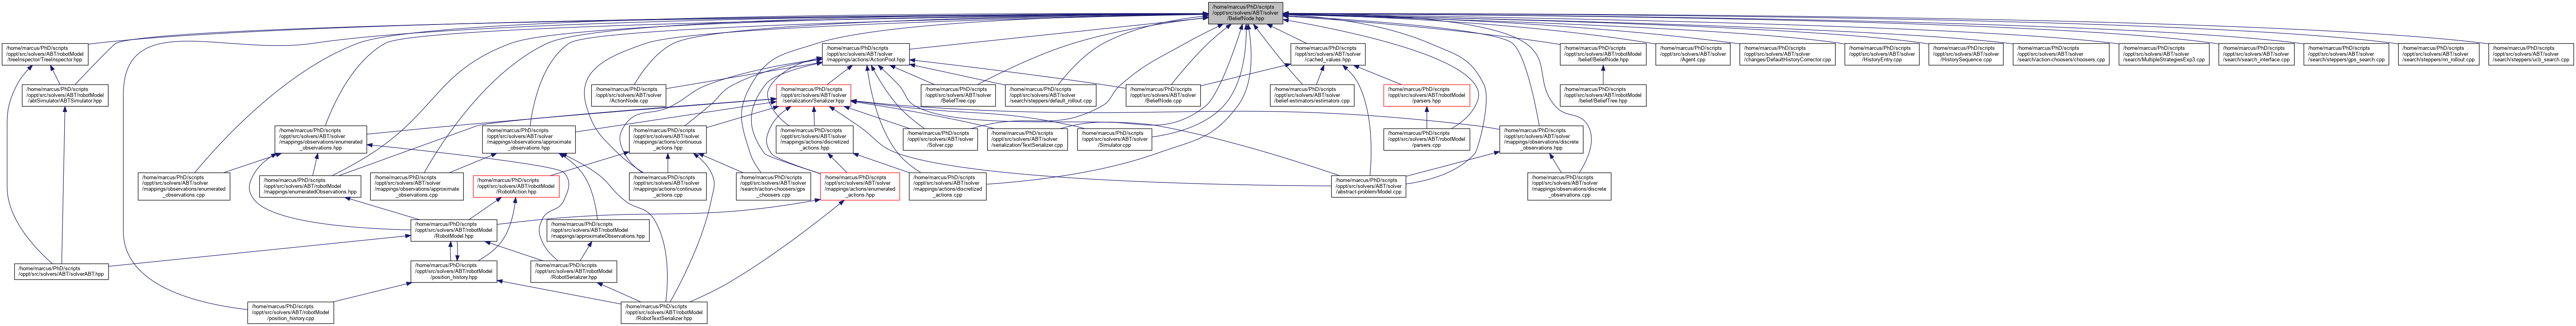 /home/marcus/PhD/scripts
/oppt/src/solvers/ABT/solver
/BeliefNode.hpp
/home/marcus/PhD/scripts
/oppt/src/solvers/ABT/robotModel
/treeInspector/TreeInspector.hpp
/home/marcus/PhD/scripts
/oppt/src/solvers/ABT/solver
/mappings/actions/ActionPool.hpp
/home/marcus/PhD/scripts
/oppt/src/solvers/ABT/solver
/cached_values.hpp
/home/marcus/PhD/scripts
/oppt/src/solvers/ABT/robotModel
/belief/BeliefNode.hpp
/home/marcus/PhD/scripts
/oppt/src/solvers/ABT/solver
/Agent.cpp
/home/marcus/PhD/scripts
/oppt/src/solvers/ABT/solver
/changes/DefaultHistoryCorrector.cpp
/home/marcus/PhD/scripts
/oppt/src/solvers/ABT/solver
/HistoryEntry.cpp
/home/marcus/PhD/scripts
/oppt/src/solvers/ABT/solver
/HistorySequence.cpp
/home/marcus/PhD/scripts
/oppt/src/solvers/ABT/solver
/search/action-choosers/choosers.cpp
/home/marcus/PhD/scripts
/oppt/src/solvers/ABT/solver
/search/MultipleStrategiesExp3.cpp
/home/marcus/PhD/scripts
/oppt/src/solvers/ABT/solver
/search/search_interface.cpp
/home/marcus/PhD/scripts
/oppt/src/solvers/ABT/solver
/search/steppers/gps_search.cpp
/home/marcus/PhD/scripts
/oppt/src/solvers/ABT/solver
/search/steppers/nn_rollout.cpp
/home/marcus/PhD/scripts
/oppt/src/solvers/ABT/solver
/search/steppers/ucb_search.cpp
/home/marcus/PhD/scripts
/oppt/src/solvers/ABT/robotModel
/abtSimulator/ABTSimulator.hpp
/home/marcus/PhD/scripts
/oppt/src/solvers/ABT/solver
/ActionNode.cpp
/home/marcus/PhD/scripts
/oppt/src/solvers/ABT/solver
/serialization/Serializer.hpp
/home/marcus/PhD/scripts
/oppt/src/solvers/ABT/solver
/BeliefTree.cpp
/home/marcus/PhD/scripts
/oppt/src/solvers/ABT/solver
/search/steppers/default_rollout.cpp
/home/marcus/PhD/scripts
/oppt/src/solvers/ABT/solver
/BeliefNode.cpp
/home/marcus/PhD/scripts
/oppt/src/solvers/ABT/solver
/belief-estimators/estimators.cpp
/home/marcus/PhD/scripts
/oppt/src/solvers/ABT/robotModel
/parsers.hpp
/home/marcus/PhD/scripts
/oppt/src/solvers/ABT/robotModel
/belief/BeliefTree.hpp
/home/marcus/PhD/scripts
/oppt/src/solvers/ABT/solver
/mappings/observations/enumerated
_observations.hpp
/home/marcus/PhD/scripts
/oppt/src/solvers/ABT/solver
/mappings/observations/approximate
_observations.hpp
/home/marcus/PhD/scripts
/oppt/src/solvers/ABT/solver
/mappings/actions/continuous
_actions.hpp
/home/marcus/PhD/scripts
/oppt/src/solvers/ABT/solver
/mappings/actions/discretized
_actions.hpp
/home/marcus/PhD/scripts
/oppt/src/solvers/ABT/solver
/Solver.cpp
/home/marcus/PhD/scripts
/oppt/src/solvers/ABT/solver
/serialization/TextSerializer.cpp
/home/marcus/PhD/scripts
/oppt/src/solvers/ABT/solver
/Simulator.cpp
/home/marcus/PhD/scripts
/oppt/src/solvers/ABT/robotModel
/parsers.cpp
/home/marcus/PhD/scripts
/oppt/src/solvers/ABT/solver
/mappings/observations/discrete
_observations.hpp
/home/marcus/PhD/scripts
/oppt/src/solvers/ABT/solver
/mappings/observations/enumerated
_observations.cpp
/home/marcus/PhD/scripts
/oppt/src/solvers/ABT/robotModel
/mappings/enumeratedObservations.hpp
/home/marcus/PhD/scripts
/oppt/src/solvers/ABT/solver
/mappings/observations/approximate
_observations.cpp
/home/marcus/PhD/scripts
/oppt/src/solvers/ABT/robotModel
/RobotAction.hpp
/home/marcus/PhD/scripts
/oppt/src/solvers/ABT/solver
/mappings/actions/continuous
_actions.cpp
/home/marcus/PhD/scripts
/oppt/src/solvers/ABT/solver
/search/action-choosers/gps
_choosers.cpp
/home/marcus/PhD/scripts
/oppt/src/solvers/ABT/solver
/mappings/actions/enumerated
_actions.hpp
/home/marcus/PhD/scripts
/oppt/src/solvers/ABT/solver
/mappings/actions/discretized
_actions.cpp
/home/marcus/PhD/scripts
/oppt/src/solvers/ABT/solver
/abstract-problem/Model.cpp
/home/marcus/PhD/scripts
/oppt/src/solvers/ABT/solver
/mappings/observations/discrete
_observations.cpp
/home/marcus/PhD/scripts
/oppt/src/solvers/ABT/robotModel
/RobotModel.hpp
/home/marcus/PhD/scripts
/oppt/src/solvers/ABT/robotModel
/mappings/approximateObservations.hpp
/home/marcus/PhD/scripts
/oppt/src/solvers/ABT/solverABT.hpp
/home/marcus/PhD/scripts
/oppt/src/solvers/ABT/robotModel
/position_history.hpp
/home/marcus/PhD/scripts
/oppt/src/solvers/ABT/robotModel
/RobotSerializer.hpp
/home/marcus/PhD/scripts
/oppt/src/solvers/ABT/robotModel
/position_history.cpp
/home/marcus/PhD/scripts
/oppt/src/solvers/ABT/robotModel
/RobotTextSerializer.hpp